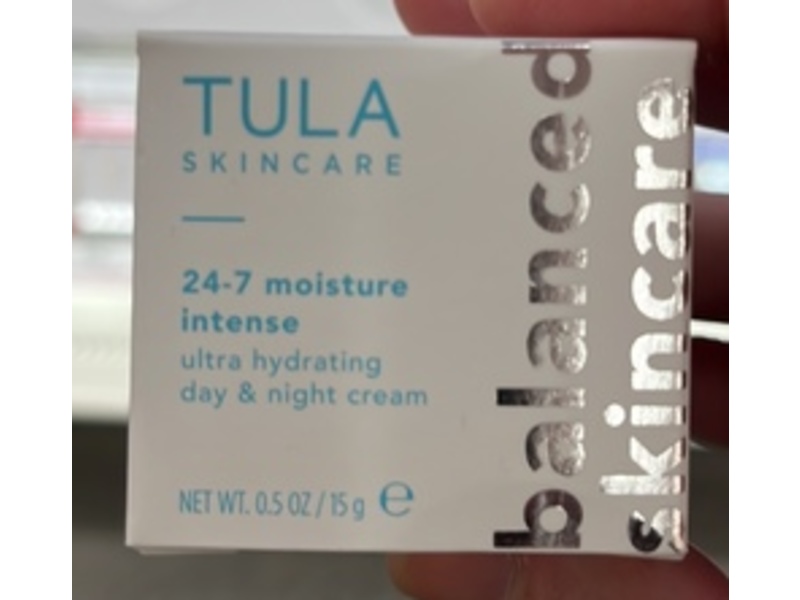 TULA
SKINCARE
24-7 moisture
intense
ultra hydrating
day & night cream
NET WT. 0.5 OZ / 15 g e
balanced
skincare